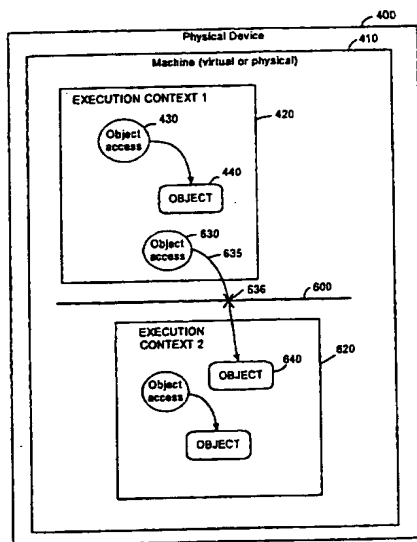 400
Physical Device
410
Machine (virtual or physical)
EXECUTION CONTEXT 1
430
420
Object
access
440
OBJECT
630
Object
access
635
636
600
EXECUTION
CONTEXT 2
620
640
OBJECT
Object
access
OBJECT